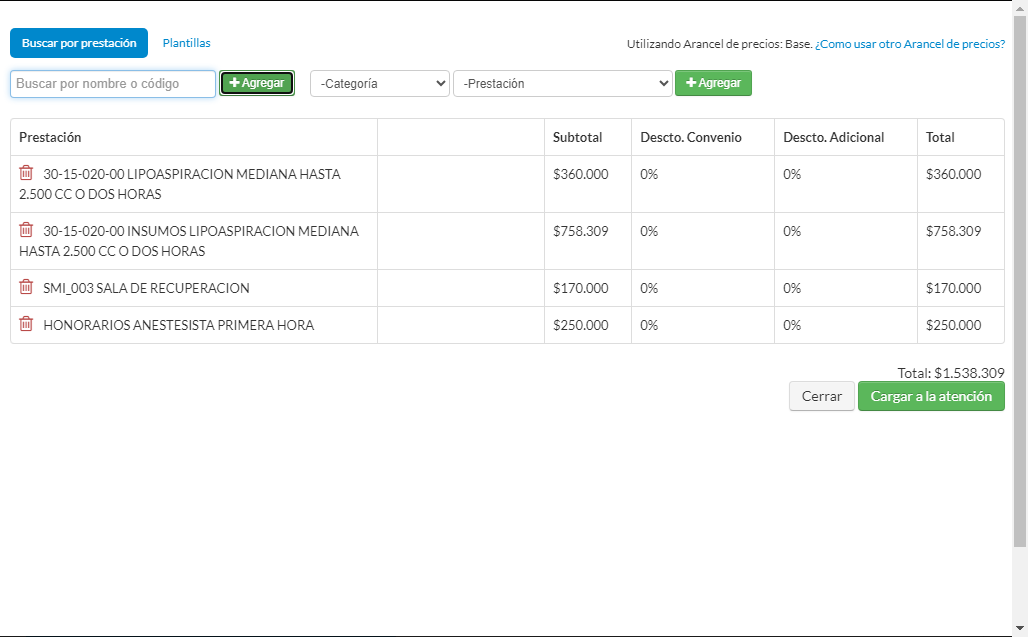 Buscar por prestación
Plantillas
Utilizando Arancel de precios: Base. ¿Como usar otro Arancel de precios?
Buscar por nombre o código
+ Agregar
-Categoría
-Prestación
+ Agregar
Prestación Subtotal Descto. Convenio Descto. Adicional Total
30-15-020-00 LIPOASPIRACION MEDIANA HASTA $360.000 0% 0% $360.000
2.500 CC O DOS HORAS
30-15-020-00 INSUMOS LIPOASPIRACION MEDIANA $758.309 0% 0% $758.309
HASTA 2.500 CC O DOS HORAS
SMI_003 SALA DE RECUPERACION $170.000 0% 0% $170.000
HONORARIOS ANESTESISTA PRIMERA HORA $250.000 0% 0% $250.000
Total: $1.538.309
Cerrar
Cargar a la atención